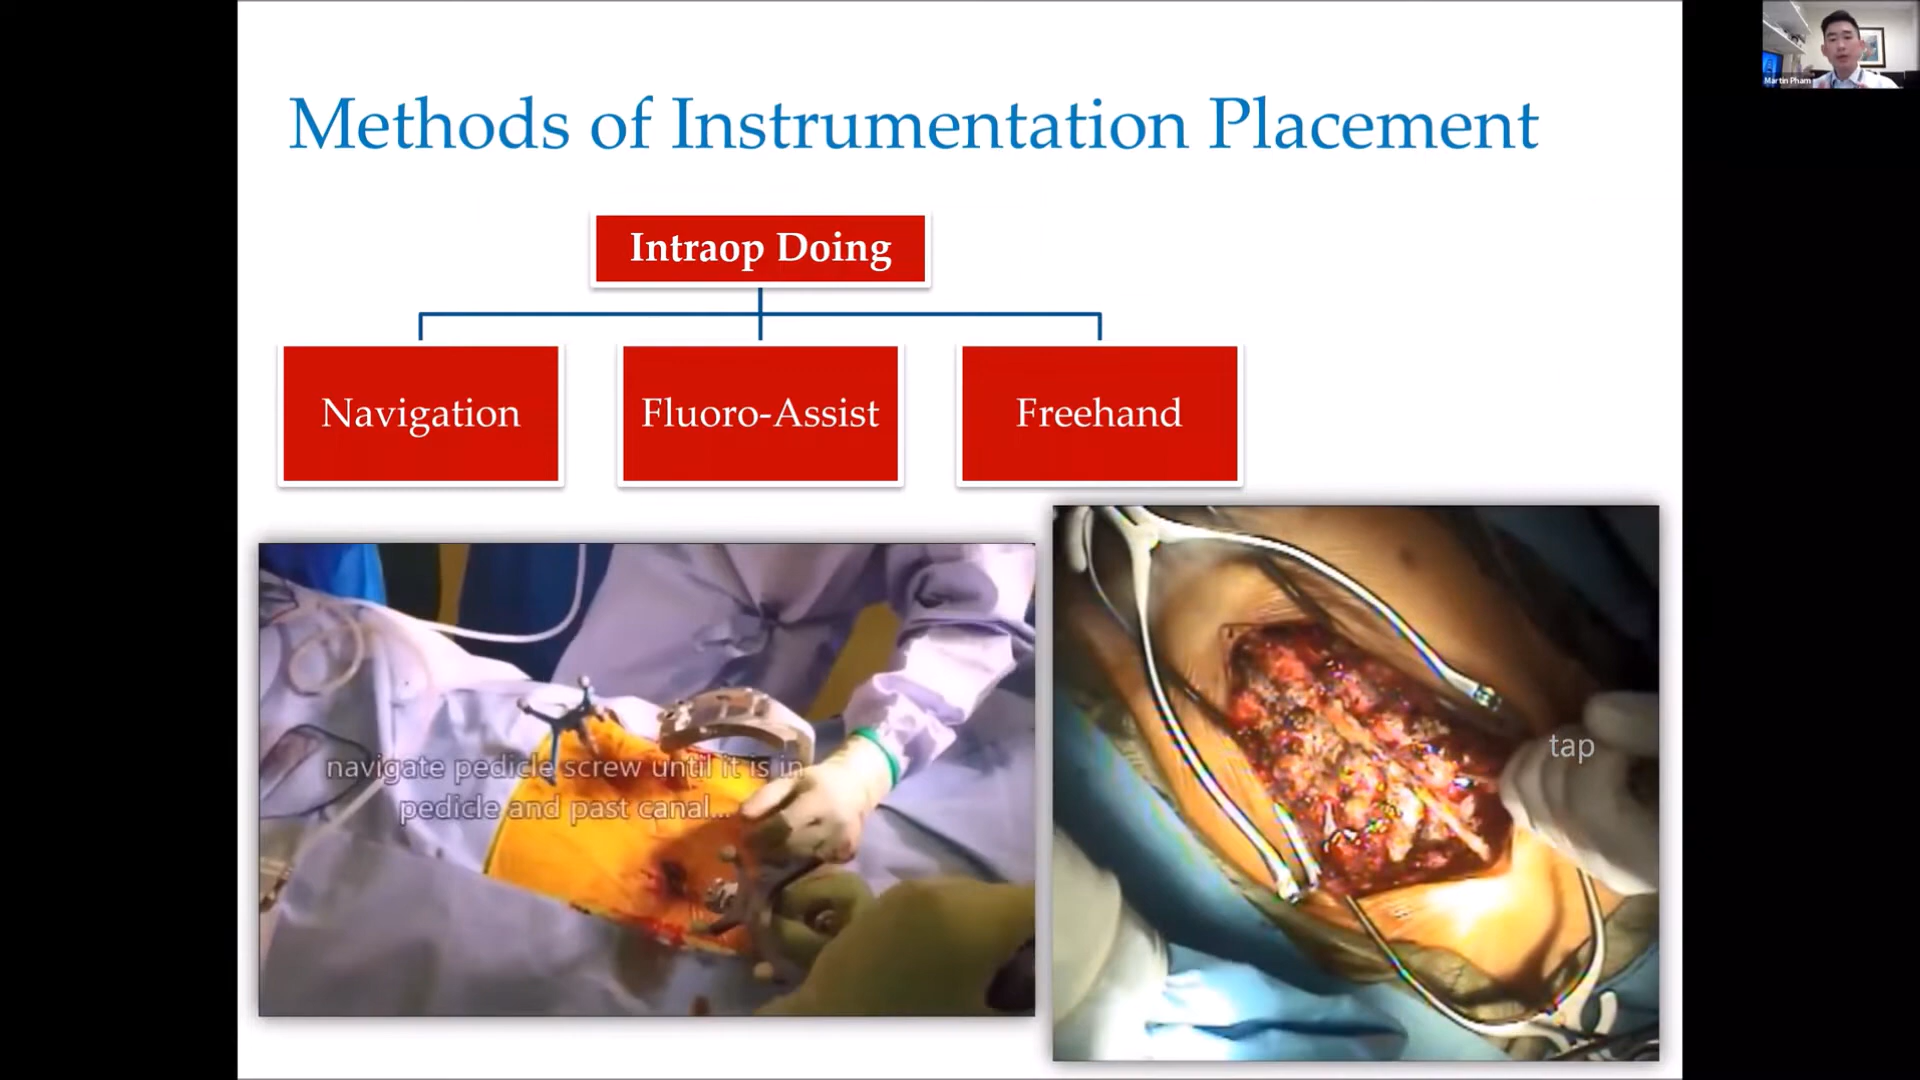 Methods of Instrumentation Placement
Martin Pham
Intraop Doing
Navigation
Fluoro-Assist
Freehand
navigate pedicle screw until it is in
pedicle and past canal...
tap